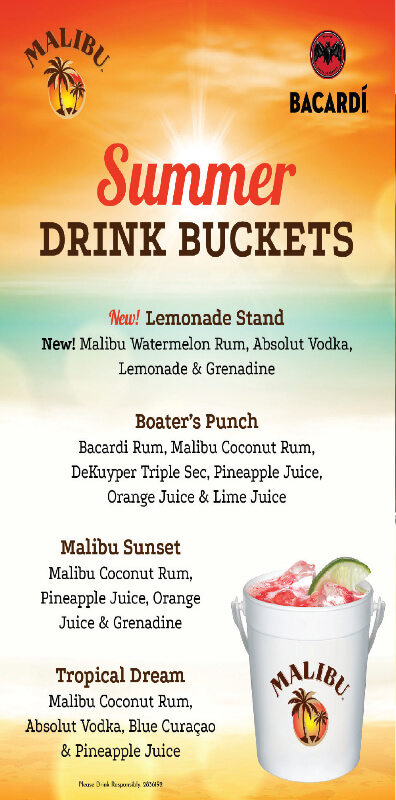 MALIBU
BACARDÍ
Summer
DRINK BUCKETS
New! Lemonade Stand
New! Malibu Watermelon Rum, Absolut Vodka,
Lemonade & Grenadine
Boater's Punch
Bacardi Rum, Malibu Coconut Rum,
DeKuyper Triple Sec, Pineapple Juice,
Orange Juice & Lime Juice
Malibu Sunset
Malibu Coconut Rum,
Pineapple Juice, Orange
Juice & Grenadine
Tropical Dream
Malibu Coconut Rum,
Absolut Vodka, Blue Curaçao
& Pineapple Juice
MALIBU
Please Drink Responsibly. 2636192